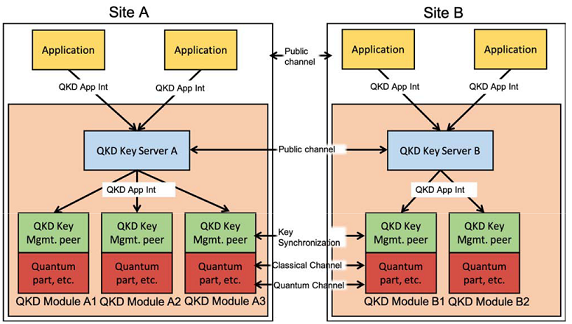 Site A
Site B
Application
Application
Public
channel
Application
Application
QKD App Int
QKD App Int
QKD App Int
QKD App Int
QKD Key Server A
Public channel
QKD Key Server B
QKD App Int
QKD App Int
QKD Key
Mgmt. peer
QKD Key
Mgmt. peer
QKD Key
Mgmt. peer
Key
Synchronization
QKD Key
Mgmt. peer
QKD Key
Mgmt. peer
Quantum
part, etc.
Quantum
part, etc.
Quantum
part, etc.
Classical Channel
Quantum Channel
Quantum
part, etc.
Quantum
part, etc.
QKD Module A1
QKD Module A2
QKD Module A3
QKD Module B1
QKD Module B2